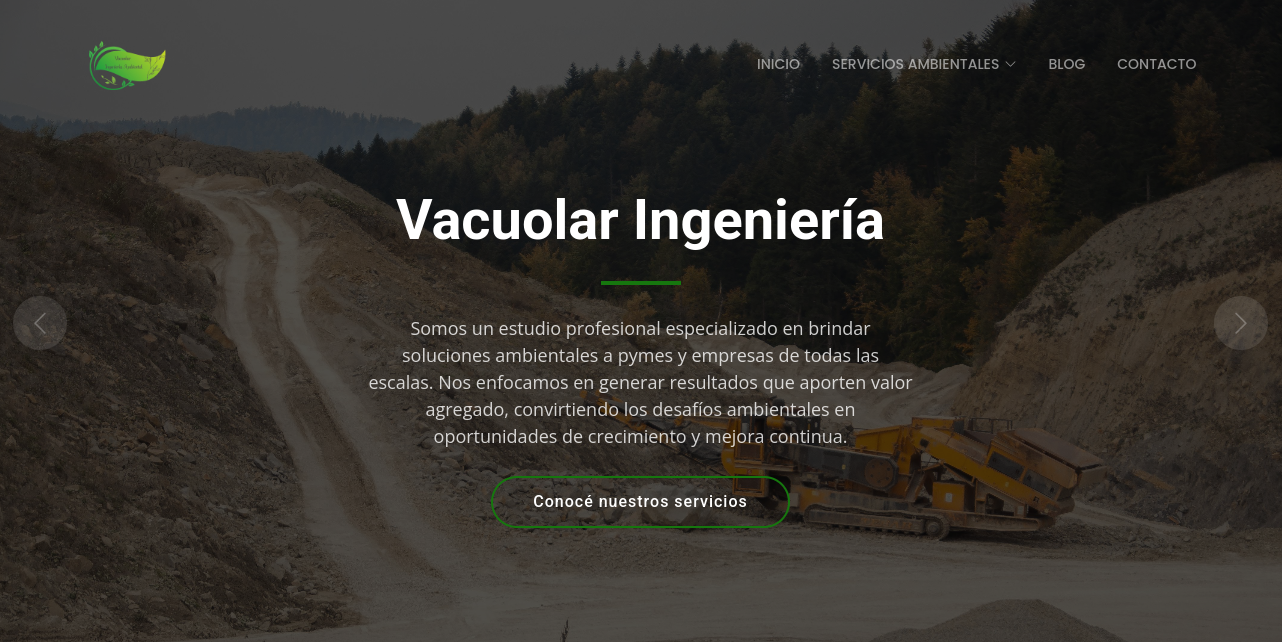 INICIO
SERVICIOS AMBIENTALES
BLOG
CONTACTO
Vacuolar Ingeniería
Somos un estudio profesional especializado en brindar
soluciones ambientales a pymes y empresas de todas las
escalas. Nos enfocamos en generar resultados que aporten valor
agregado, convirtiendo los desafíos ambientales en
oportunidades de crecimiento y mejora continua.
Conocé nuestros servicios